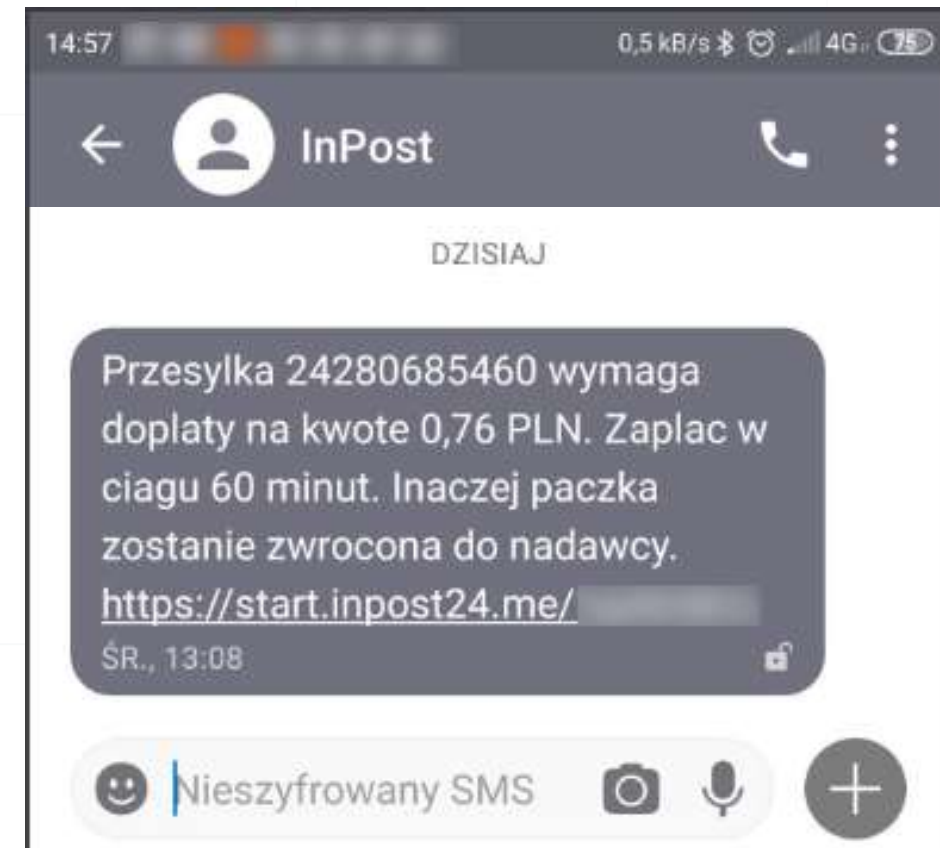 14:57 0,5 kB/s 4G 75
InPost
DZISIAJ
Przesylka 24280685460 wymaga
doplaty na kwote 0,76 PLN. Zaplac w
ciagu 60 minut. Inaczej paczka
zostanie zwrocona do nadawcy.
https://start.inpost24.me/
ŚR., 13:08
Nieszyfrowany SMS